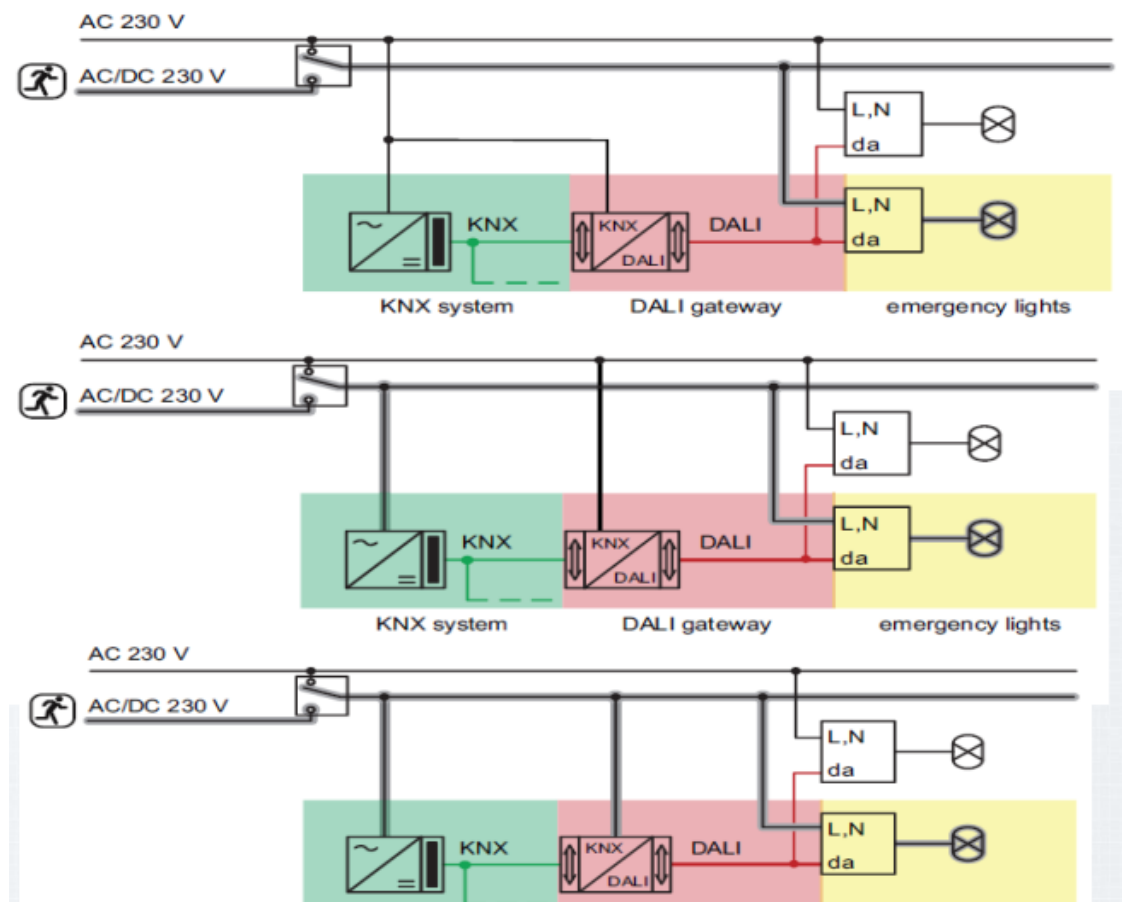 AC 230 V
AC/DC 230 V
L,N
da
L,N
da
KNX
KNX
DALI
DALI
KNX system
DALI gateway
emergency lights
AC 230 V
AC/DC 230 V
L,N
da
L,N
da
KNX
KNX
DALI
DALI
KNX system
DALI gateway
emergency lights
AC 230 V
AC/DC 230 V
L,N
da
L,N
da
KNX
KNX
DALI
DALI